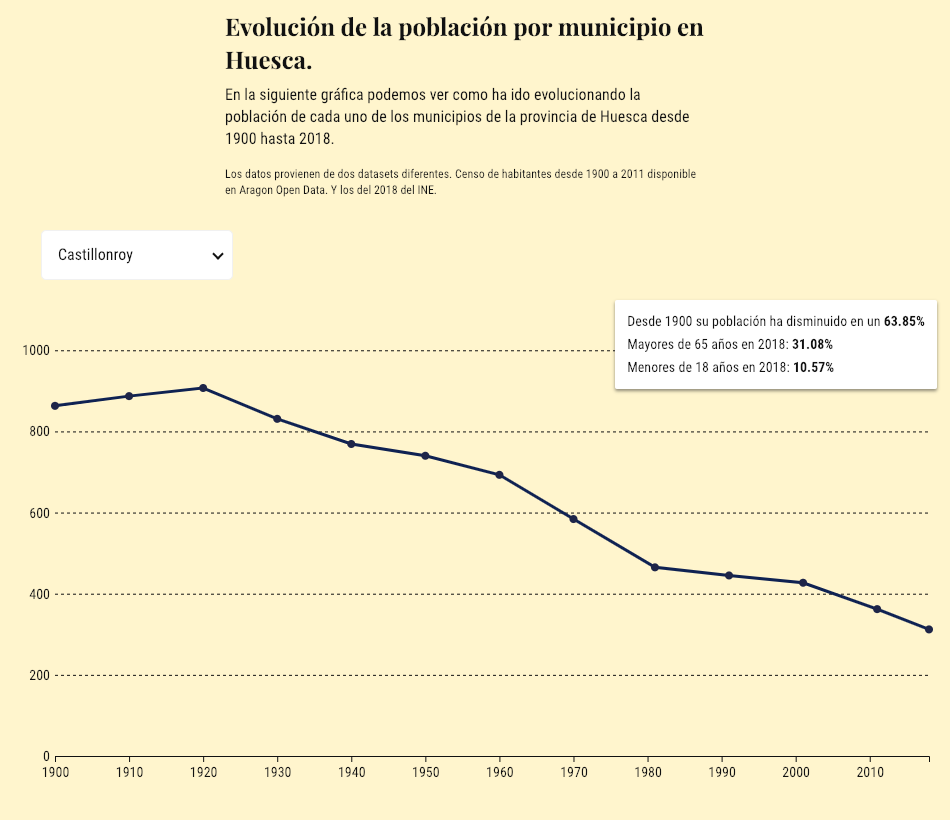 Evolución de la población por municipio en
Huesca.
En la siguiente gráfica podemos ver como ha ido evolucionando la
población de cada uno de los municipios de la provincia de Huesca desde
1900 hasta 2018.
Los datos provienen de dos datasets diferentes. Censo de habitantes desde 1900 a 2011 disponible
en Aragon Open Data. Y los del 2018 del INE.
Castillonroy
Desde 1900 su población ha disminuido en un 63.85%
Mayores de 65 años en 2018: 31.08%
Menores de 18 años en 2018: 10.57%
1000
800
600
400
200
0
1900 1910 1920 1930 1940 1950 1960 1970 1980 1990 2000 2010